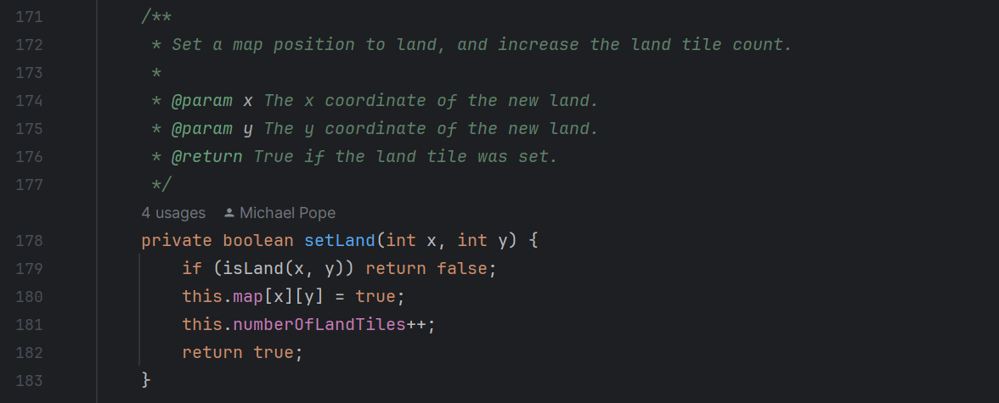 171 /**
172 * Set a map position to land, and increase the land tile count.
173 *
174 * @param x The x coordinate of the new land.
175 * @param y The y coordinate of the new land.
176 * @return True if the land tile was set.
177 */
4 usages Michael Pope
178 private boolean setLand(int x, int y) {
179 if (isLand(x, y)) return false;
180 this.map[x][y] = true;
181 this.numberOfLandTiles++;
182 return true;
183 }